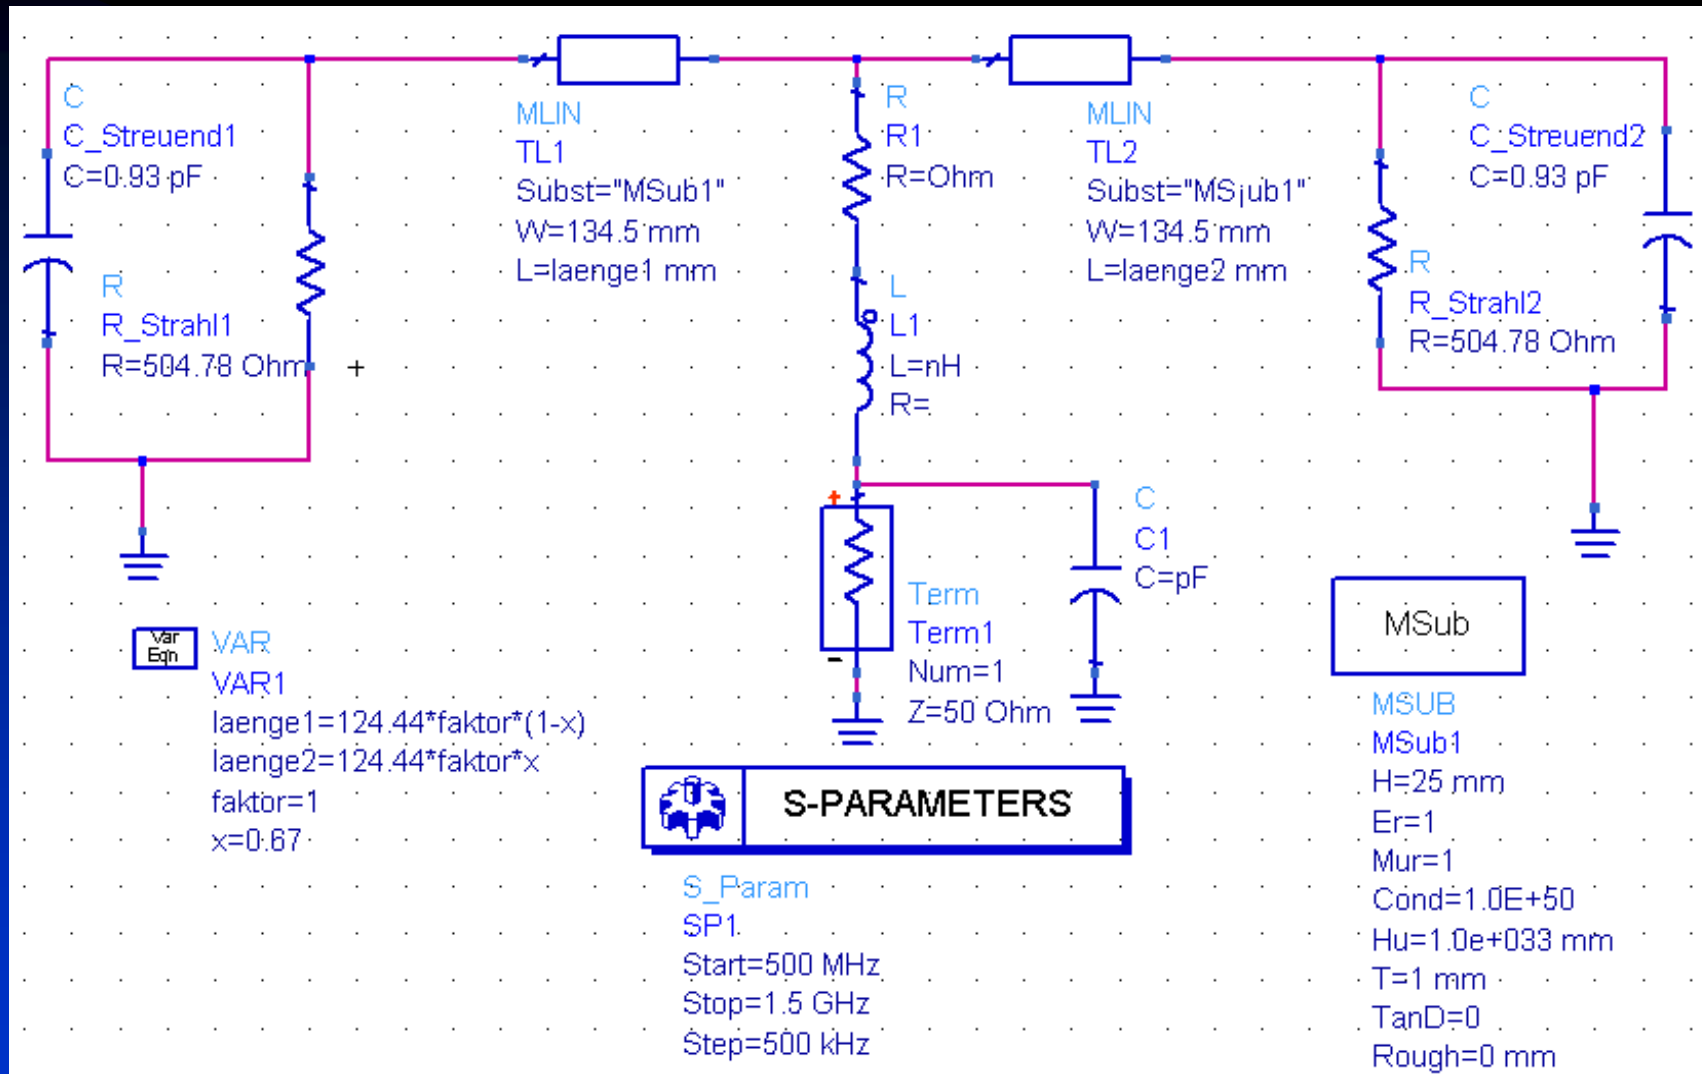 C
C_Streuend1
C=0.93 pF
R
R_Strahl1
R=504.78 Ohm
MLIN
TL1
Subst="MSub1"
W=134.5 mm
L=laenge1 mm
R
R1
R=Ohm
L
L1
L=nH
R=
MLIN
TL2
Subst="MSjub1"
W=134.5 mm
L=laenge2 mm
C
C_Streuend2
C=0.93 pF
R
R_Strahl2
R=504.78 Ohm
+
-
Term
Term1
Num=1
Z=50 Ohm
C
C1
C=pF
Var
Eqn
VAR
VAR1
laenge1=124.44*faktor*(1-x)
laenge2=124.44*faktor*x
faktor=1
x=0.67
S-PARAMETERS
S_Param
SP1
Start=500 MHz
Stop=1.5 GHz
Step=500 kHz
MSub
MSUB
MSub1
H=25 mm
Er=1
Mur=1
Cond=1.0E+50
Hu=1.0e+033 mm
T=1 mm
TanD=0
Rough=0 mm